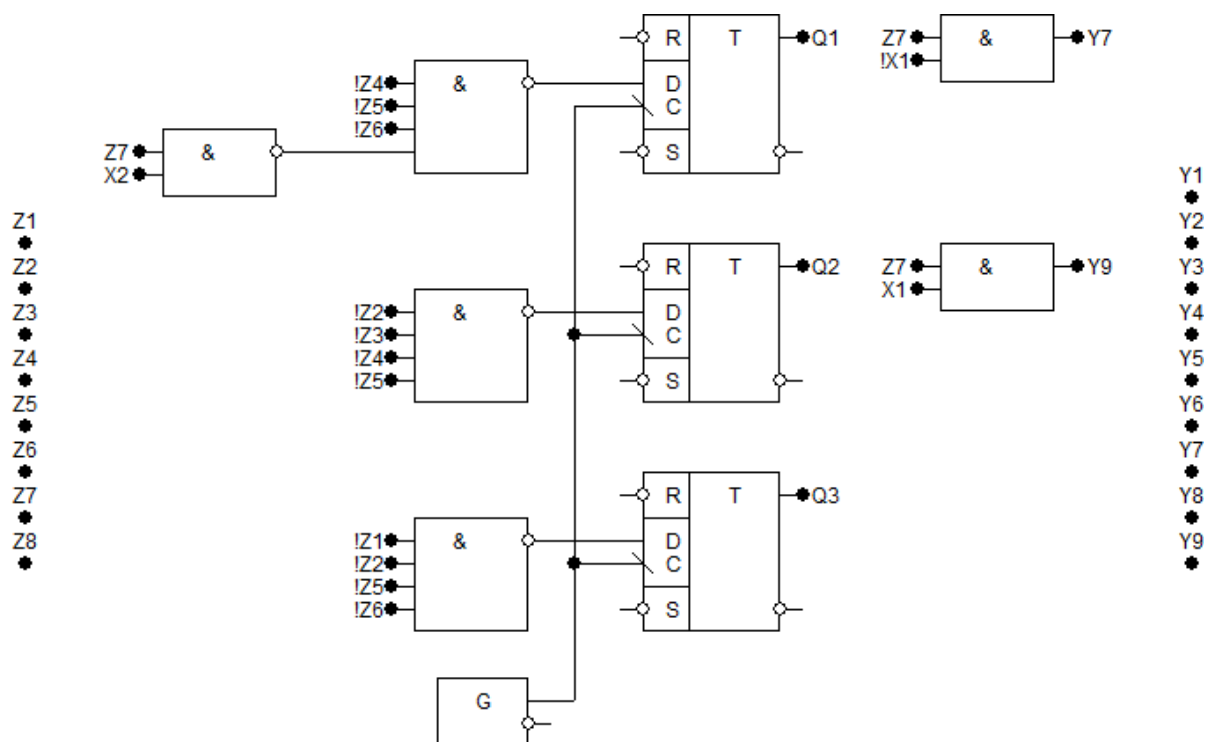 R T Q1 Z7 & Y7
!X1
!Z4 & D
!Z5 C
!Z6
Z7 & S
X2
Y1
Z1 Y2
Z2 R T Q2 Z7 & Y9 Y3
X1
Z3 !Z2 & D Y4
!Z3 C
Z4 !Z4 Y5
!Z5 S
Z5 Y6
Z6 Y7
Z7 R T Q3 Y8
Z8 !Z1 & D Y9
!Z2 C
!Z5
!Z6 S
G